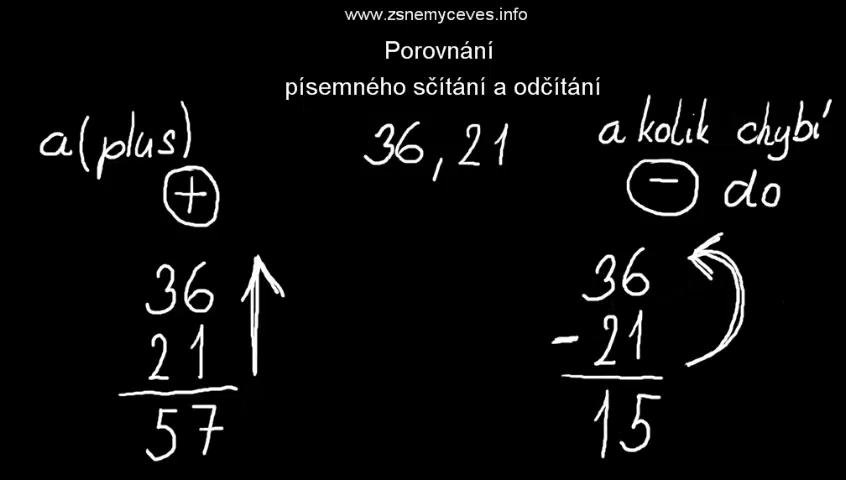 www.zsnemyceves.info
Porovnání
písemného sčítání a odčítání
a(plus)
+
36
21
57
36, 21
a kolik chybí
- do
36
-21
15